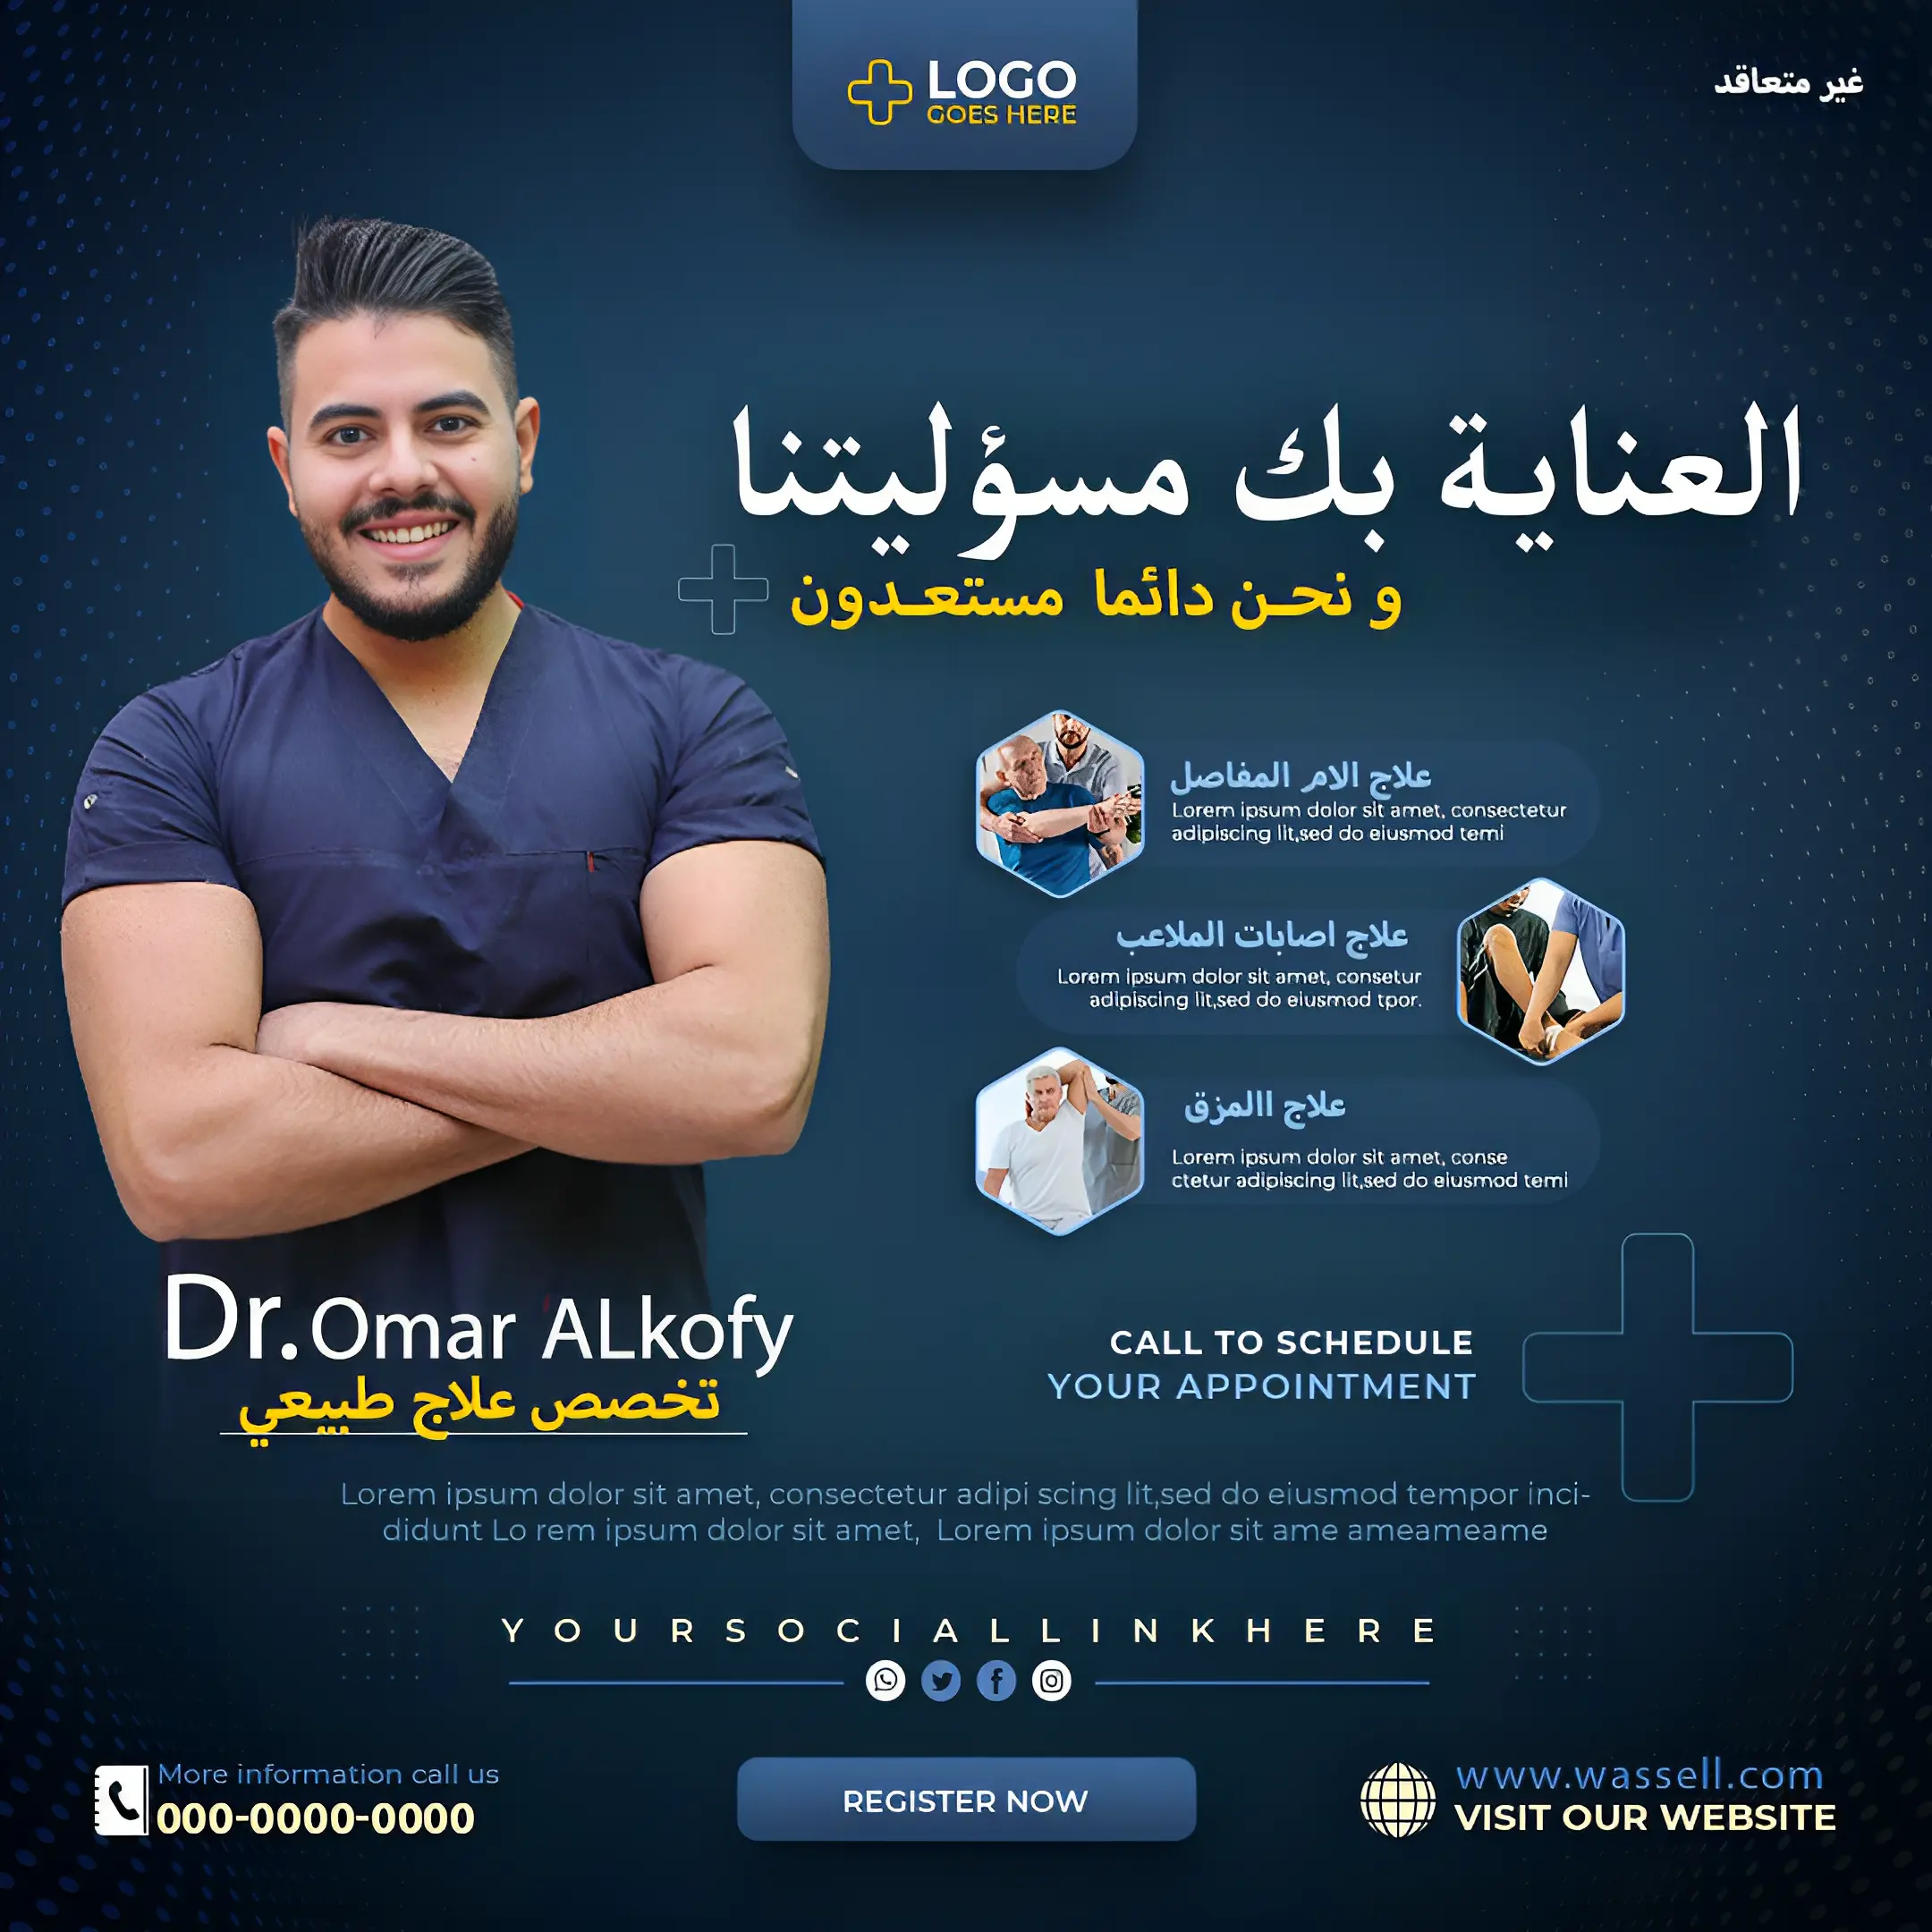 LOGO
GOES HERE
غير متعاقد
العناية بك مسؤليتنا
و نحن دائما مستعدون
علاج الام المفاصل
Lorem ipsum dolor sit amet, consectetur
adipiscing lit,sed do eiusmod temi
علاج اصابات الملاعب
Lorem ipsum dolor sit amet, consetur
adipiscing lit,sed do eiusmod tpor.
علاج االمزق
Lorem ipsum dolor sit amet, conse
ctetur adipiscing lit,sed do eiusmod temi
Dr. Omar ALkofy
تخصص علاج طبيعي
CALL TO SCHEDULE
YOUR APPOINTMENT
Lorem ipsum dolor sit amet, consectetur adipi scing lit,sed do eiusmod tempor inci-
didunt Lo rem ipsum dolor sit amet, Lorem ipsum dolor sit ame ameameame
YOURSOCIALLINKHERE
More information call us
000-0000-0000
REGISTER NOW
www.wassell.com
VISIT OUR WEBSITE